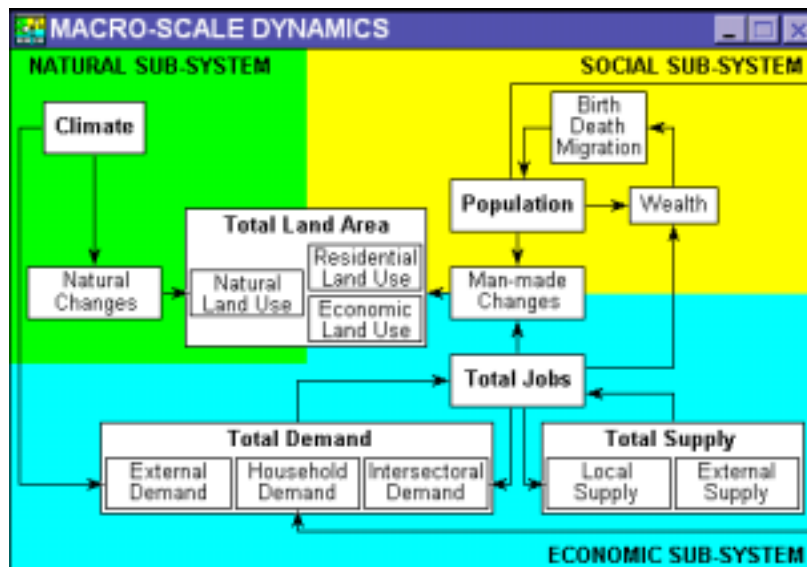 MACRO-SCALE DYNAMICS
NATURAL SUB-SYSTEM
SOCIAL SUB-SYSTEM
Climate
Birth
Death
Migration
Population
Wealth
Total Land Area
Natural
Land Use
Residential
Land Use
Economic
Land Use
Natural
Changes
Man-made
Changes
Total Jobs
Total Demand
External
Demand
Household
Demand
Intersectoral
Demand
Total Supply
Local
Supply
External
Supply
ECONOMIC SUB-SYSTEM